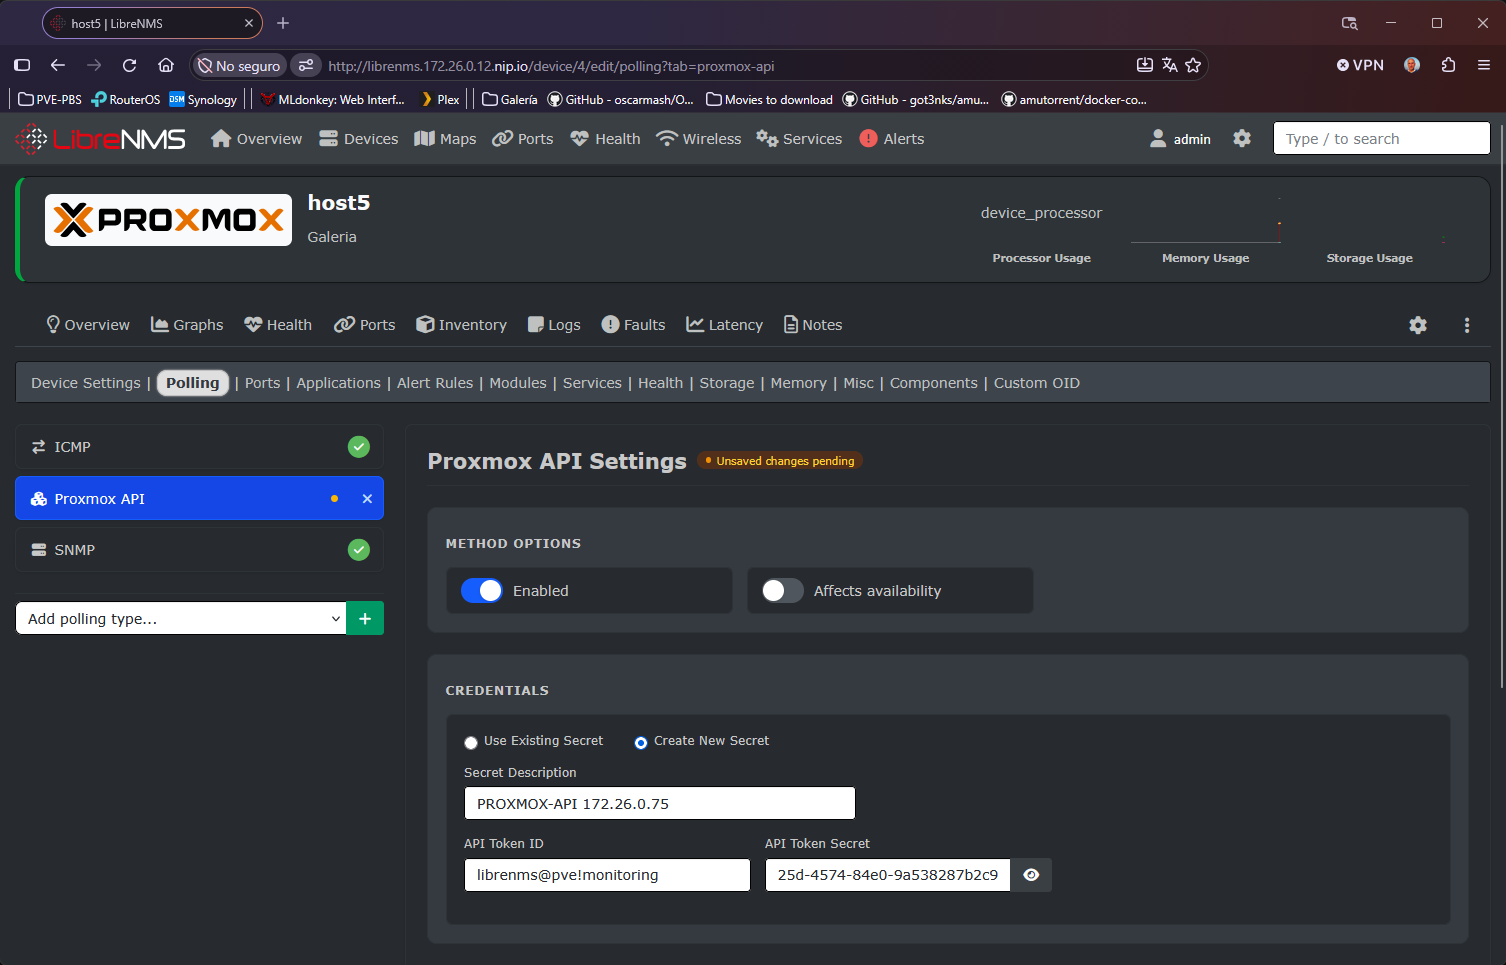 host5 | LibreNMS
No seguro
http://librenms.172.26.0.12.nip.io/device/4/edit/polling?tab=proxmox-api
VPN
PVE-PBS
RouterOS
DSM Synology
MLdonkey: Web Interf...
Plex
Galería
GitHub - oscarmash/O...
Movies to download
GitHub - got3nks/amu...
amutorrent/docker-co...
LibreNMS
Overview
Devices
Maps
Ports
Health
Wireless
Services
Alerts
admin
Type / to search
PROXMOX
host5
Galeria
device_processor
Processor Usage
Memory Usage
Storage Usage
Overview
Graphs
Health
Ports
Inventory
Logs
Faults
Latency
Notes
Device Settings | Polling | Ports | Applications | Alert Rules | Modules | Services | Health | Storage | Memory | Misc | Components | Custom OID
ICMP
Proxmox API
SNMP
Add polling type...
Proxmox API Settings
Unsaved changes pending
METHOD OPTIONS
Enabled
Affects availability
CREDENTIALS
Use Existing Secret
Create New Secret
Secret Description
PROXMOX-API 172.26.0.75
API Token ID
API Token Secret
librenms@pve!monitoring
25d-4574-84e0-9a538287b2c9